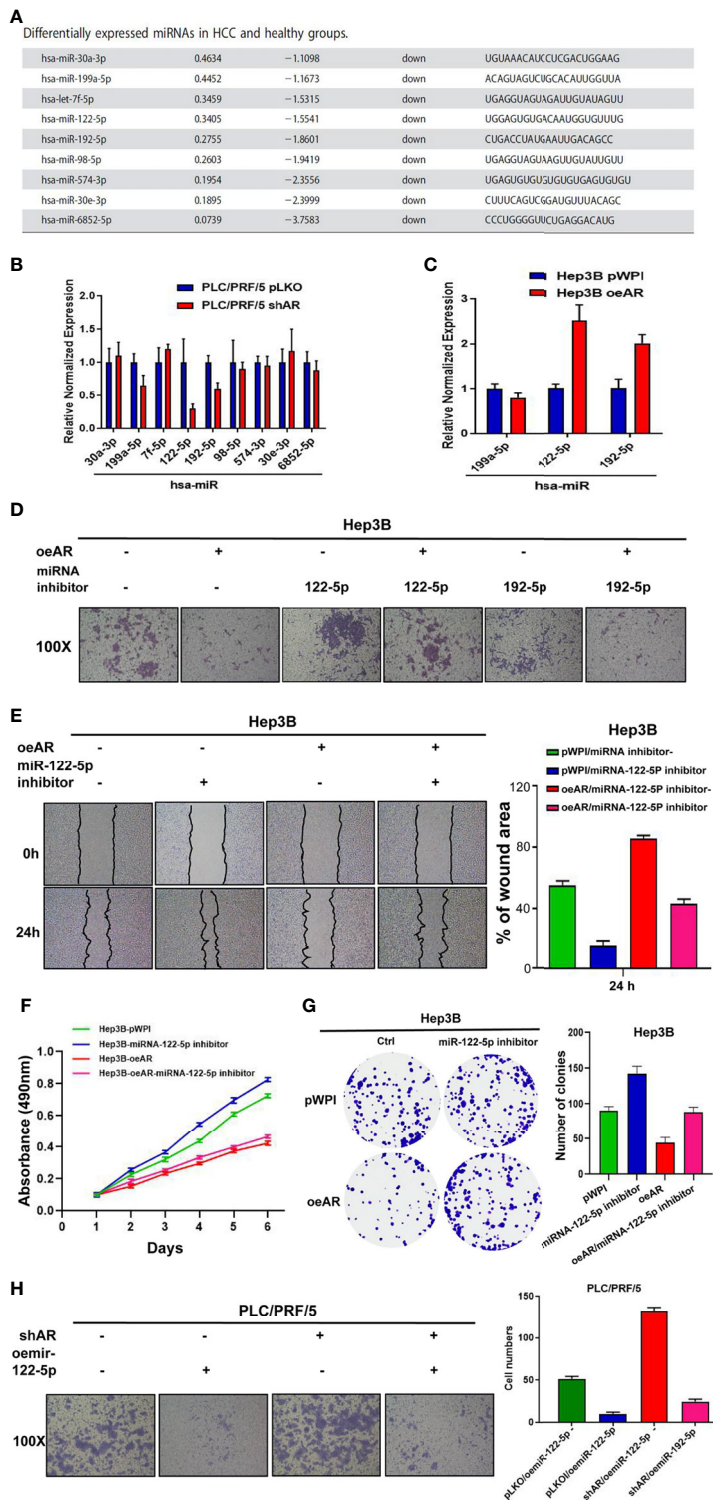 A
Differentially expressed miRNAs in HCC and healthy groups.
hsa-miR-30a-3p 0.4634 −1.1098 down UGUAAACAUCCUCGACUGGAAG
hsa-miR-199a-5p 0.4452 −1.1673 down ACAGUAGUCUGCACAUUGGUUA
hsa-let-7f-5p 0.3459 −1.5315 down UGAGGUAGUAGAUUGUAUAGUU
hsa-miR-122-5p 0.3405 −1.5541 down UGGAGUGUGACAAUGGUGUUUG
hsa-miR-192-5p 0.2755 −1.8601 down CUGACCUAUGAAUUGACAGCC
hsa-miR-98-5p 0.2603 −1.9419 down UGAGGUAGUAAGUUGUAUUGUU
hsa-miR-574-3p 0.1954 −2.3556 down UGAGUGUGUGUGUGUGAGUGUGU
hsa-miR-30e-3p 0.1895 −2.3999 down CUUUCAGUCGGAUGUUUACAGC
hsa-miR-6852-5p 0.0739 −3.7583 down CCCUGGGGUUCUGAGGACAUG
B
PLC/PRF/5 pLKO
PLC/PRF/5 shAR
Relative Normalized Expression
2.0
1.5
1.0
0.5
0.0
30a-3p 199a-5p 7f-5p 122-5p 192-5p 98-5p 574-3p 30e-3p 6852-5p
hsa-miR
C
Hep3B pWPI
Hep3B oeAR
Relative Normalized Expression
3
2
1
0
199a-5p 122-5p 192-5p
hsa-miR
D
Hep3B
oeAR - + - + - +
miRNA
inhibitor - - 122-5p 122-5p 192-5p 192-5p
100X
E
Hep3B
oeAR - - + +
miR-122-5p
inhibitor - + - +
0h
24h
Hep3B
pWPI/miRNA inhibitor-
pWPI/miRNA-122-5P inhibitor
oeAR/miRNA-122-5P inhibitor-
oeAR/miRNA-122-5P inhibitor
% of wound area
120
80
40
0
24 h
F
Hep3B-pWPI
Hep3B-miRNA-122-5p inhibitor
Hep3B-oeAR
Hep3B-oeAR-miRNA-122-5p inhibitor
Absorbance (490nm)
1.0
0.8
0.6
0.4
0.2
0.0
0 1 2 3 4 5 6
Days
G
Hep3B
Ctrl miR-122-5p inhibitor
pWPI
oeAR
Hep3B
Number of clonies
200
150
100
50
0
pWPI
/miRNA-122-5p inhibitor
oeAR
oeAR/miRNA-122-5p inhibitor
H
PLC/PRF/5
shAR - - + +
oemir-
122-5p - + - +
100X
PLC/PRF/5
Cell numbers
150
100
50
0
pLKO/oemiR-122-5p -
pLKO/oemiR-122-5p
shAR/oemiR-122-5p -
shAR/oemiR-192-5p